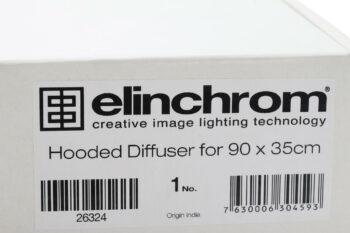 elinchrom®
creative image lighting technology
Hooded Diffuser for 90 x 35cm
1 No.
26324
Origin India
7 630006 304593